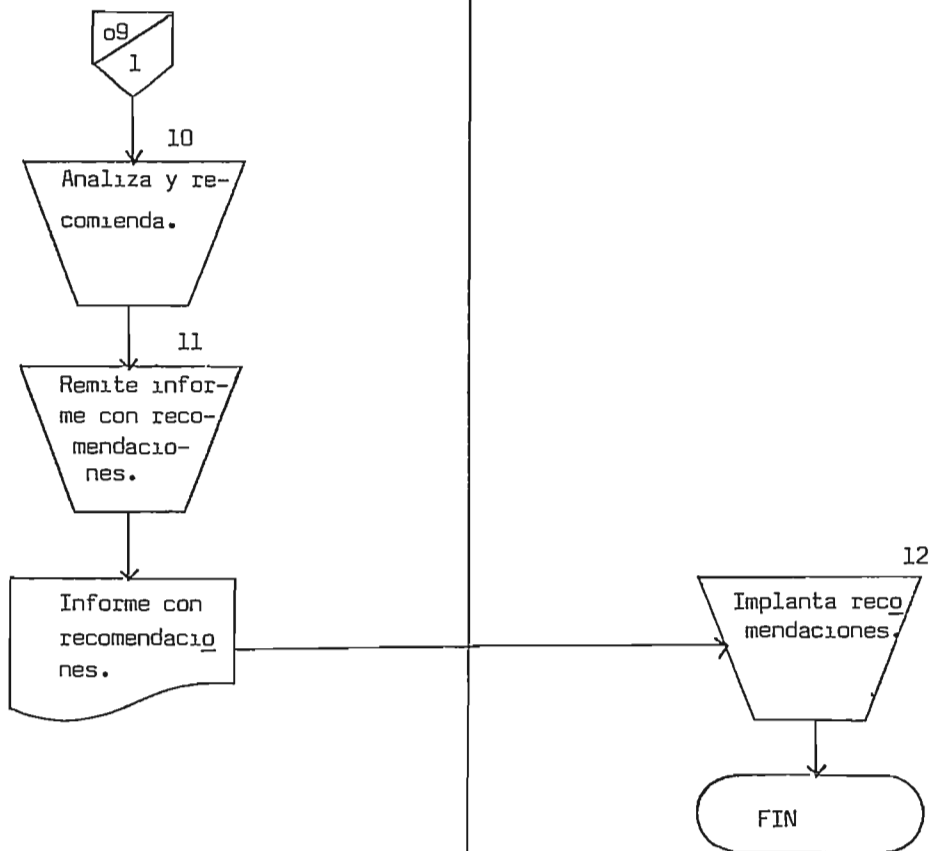 o9
1
10
Analiza y re-
comienda.
11
Remite infor-
me con reco-
mendacio-
nes.
Informe con
recomendacio
nes.
12
Implanta reco
mendaciones.
FIN